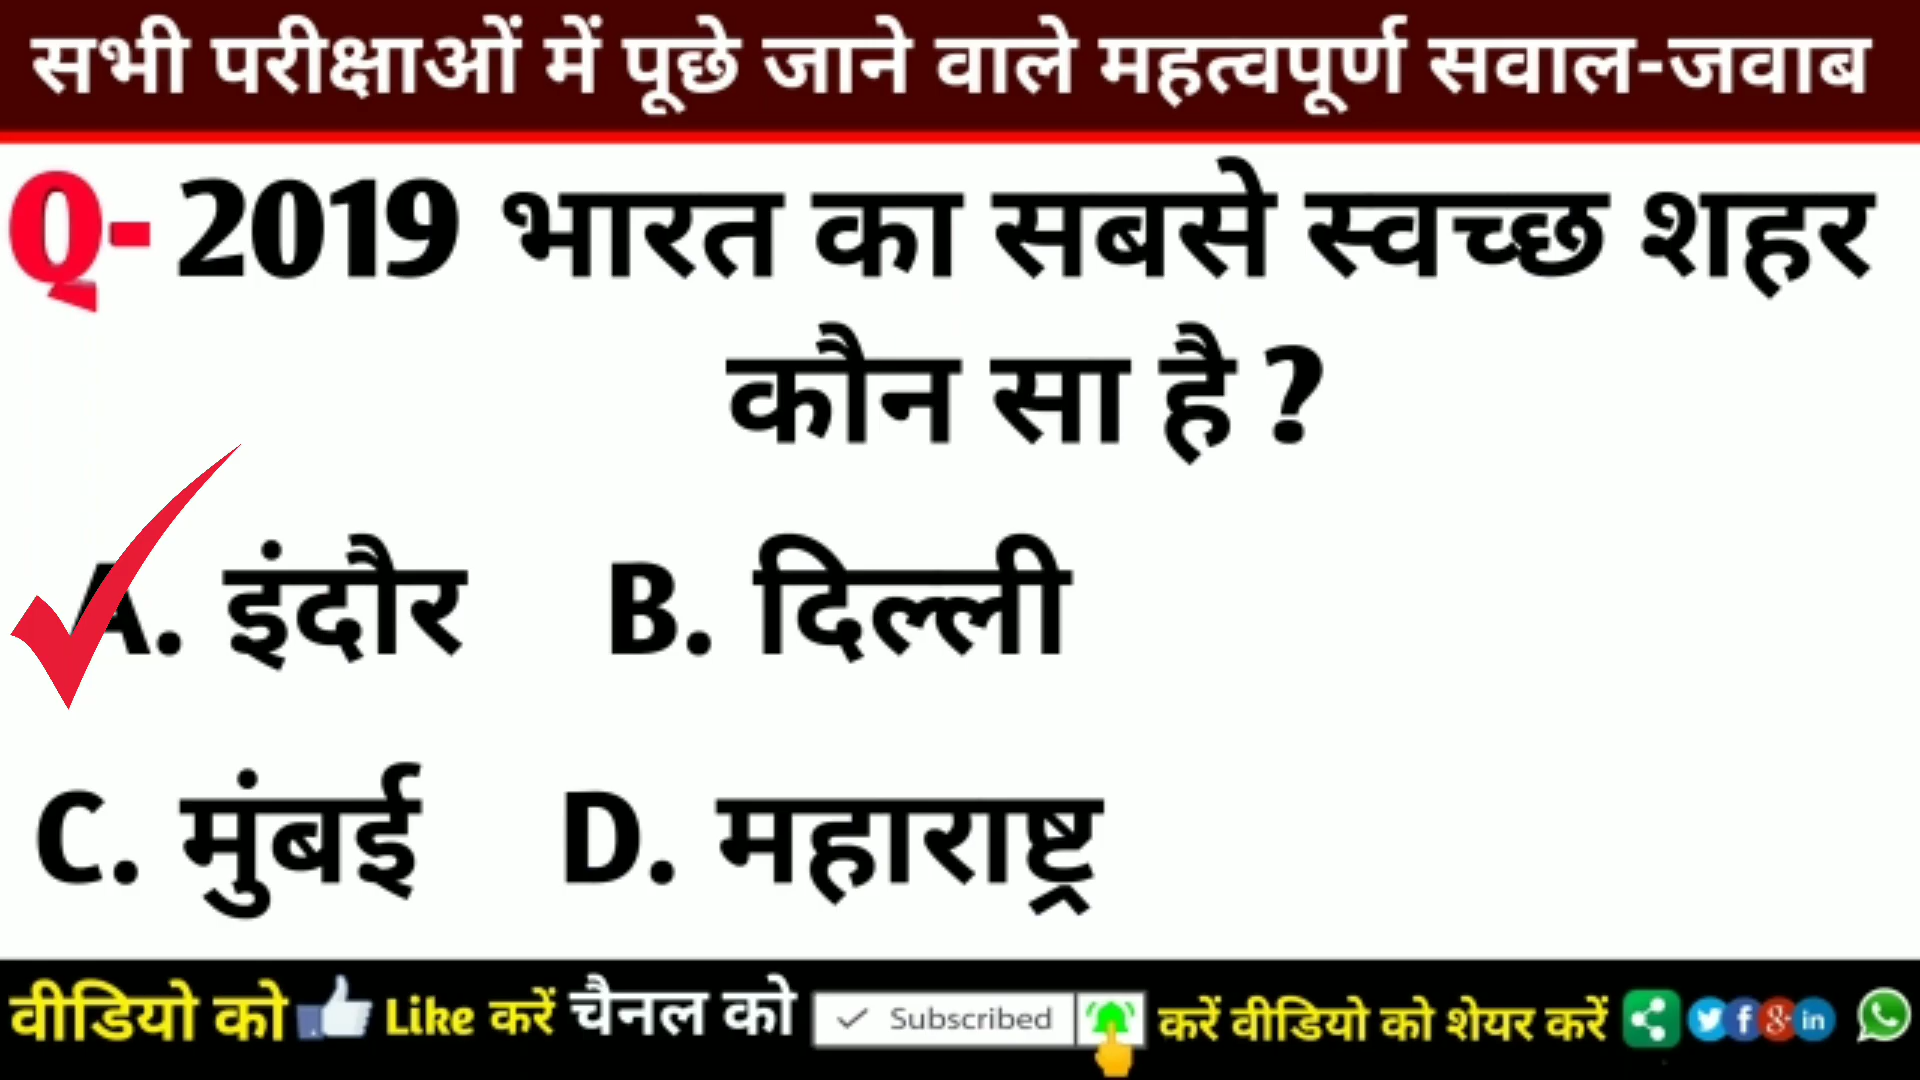 सभी परीक्षाओं में पूछे जाने वाले महत्वपूर्ण सवाल-जवाब
Q- 2019 भारत का सबसे स्वच्छ शहर
कौन सा है ?
A. इंदौर B. दिल्ली
C. मुंबई D. महाराष्ट्र
वीडियो को Like करें चैनल को Subscribed करें वीडियो को शेयर करें